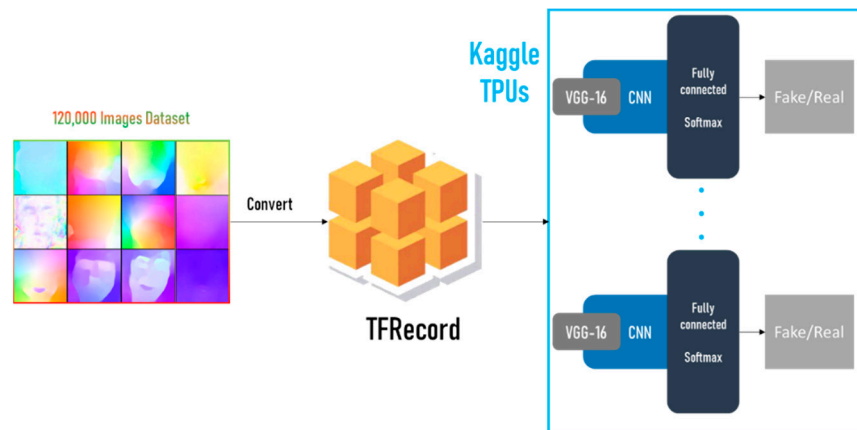 120,000 Images Dataset
Convert
TFRecord
Kaggle
TPUs
VGG-16
CNN
Fully
connected
Softmax
Fake/Real
VGG-16
CNN
Fully
connected
Softmax
Fake/Real